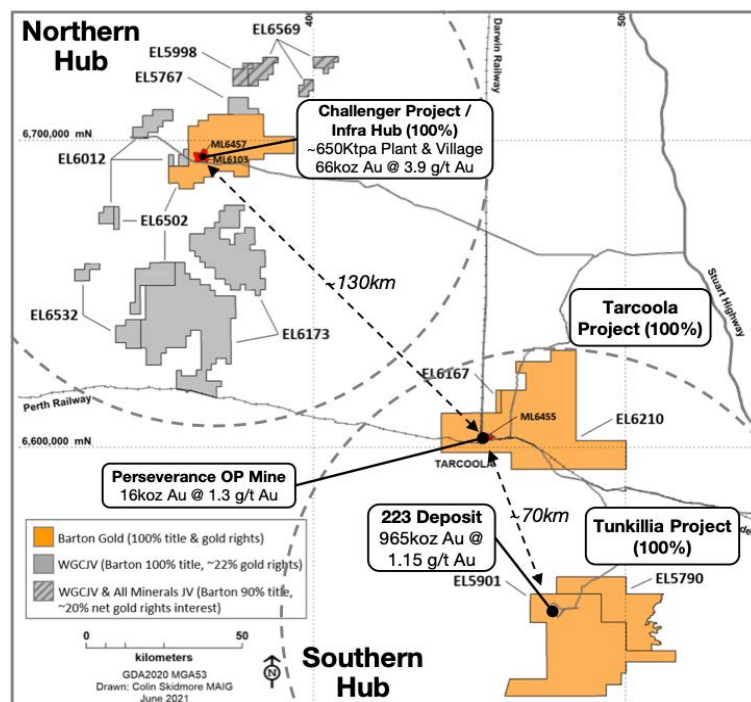 Northern
Hub
EL6569
EL5998
EL5767
Darwin Railway
6,700,000 mN
Challenger Project /
Infra Hub (100%)
~650Ktpa Plant & Village
66koz Au @ 3.9 g/t Au
ML6457
ML6103
EL6012
EL6502
EL6532
EL6173
~130km
Stuart Highway
Tarcoola
Project (100%)
EL6167
Perth Railway
ML6455
EL6210
6,600,000 mN
TARCOOLA
Perseverance OP Mine
16koz Au @ 1.3 g/t Au
~70km
223 Deposit
965koz Au @
1.15 g/t Au
Tunkillia Project
(100%)
EL5901
EL5790
Barton Gold (100% title & gold rights)
WGCJV (Barton 100% title, ~22% gold rights)
WGCJV & All Minerals JV (Barton 90% title,
~20% net gold rights interest)
0 50
kilometers
GDA2020 MGA53
Drawn: Colin Skidmore MAIG
June 2021
N
Southern
Hub